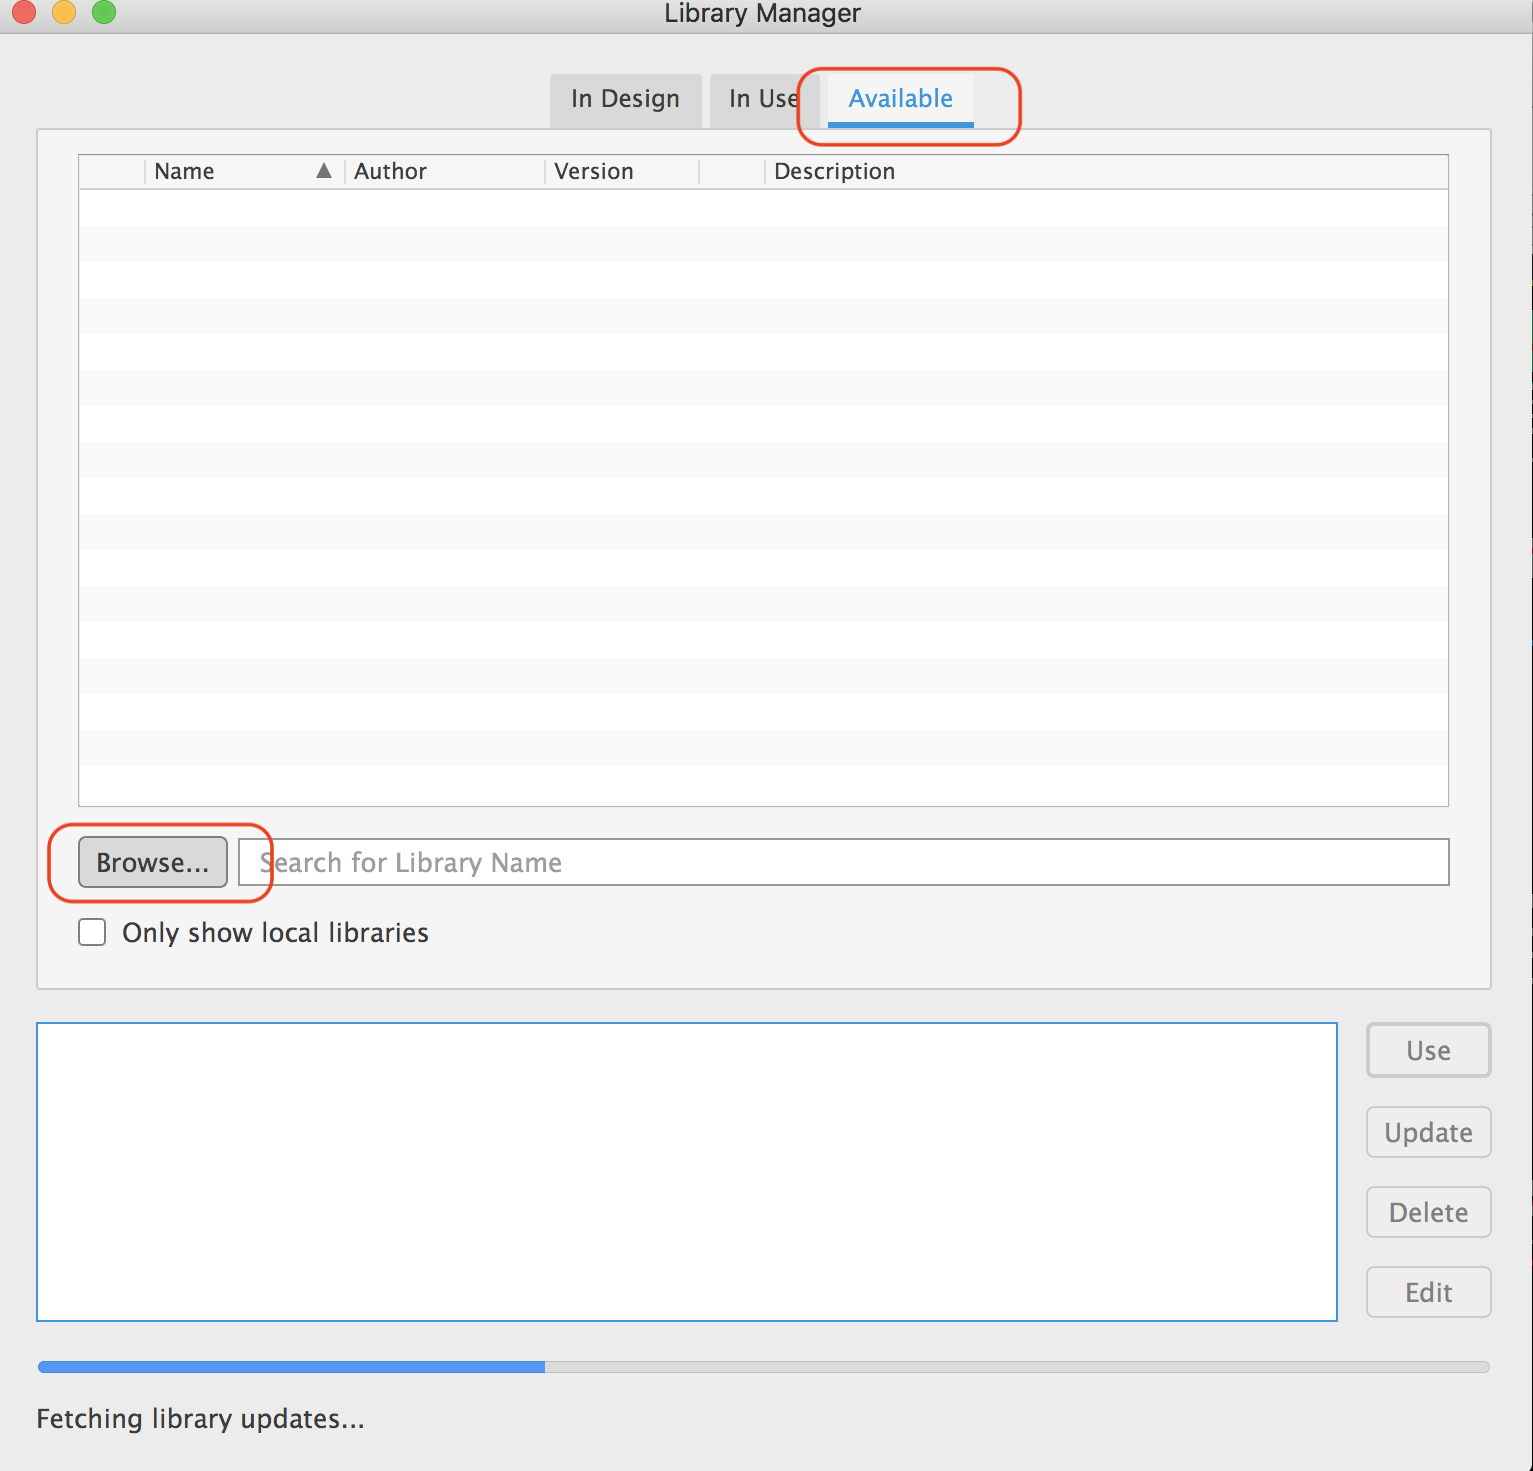 Library Manager
In Design In Use Available
Name Author Version Description
Browse... Search for Library Name
Only show local libraries
Use
Update
Delete
Edit
Fetching library updates...